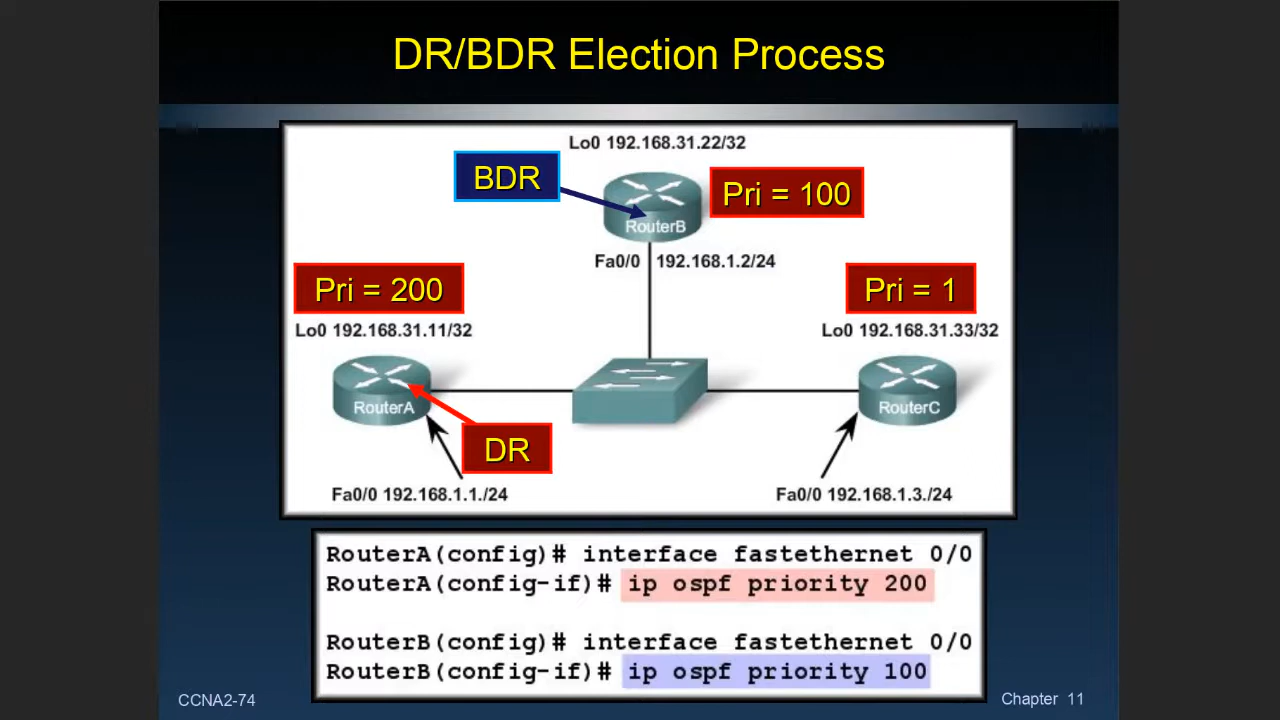 DR/BDR Election Process
Lo0 192.168.31.22/32
BDR
Pri = 100
RouterB
Fa0/0 192.168.1.2/24
Pri = 200
Pri = 1
Lo0 192.168.31.11/32
Lo0 192.168.31.33/32
RouterA
RouterC
DR
Fa0/0 192.168.1.1./24
Fa0/0 192.168.1.3./24
RouterA(config)# interface fastethernet 0/0
RouterA(config-if)# ip ospf priority 200
RouterB(config)# interface fastethernet 0/0
RouterB(config-if)# ip ospf priority 100
CCNA2-74
Chapter 11